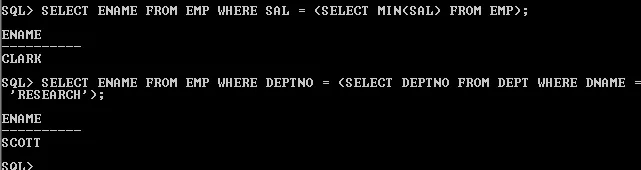 SQL> SELECT ENAME FROM EMP WHERE SAL = (SELECT MIN(SAL) FROM EMP);
ENAME
----------
CLARK
SQL> SELECT ENAME FROM EMP WHERE DEPTNO = (SELECT DEPTNO FROM DEPT WHERE DNAME =
'RESEARCH');
ENAME
----------
SCOTT
SQL>